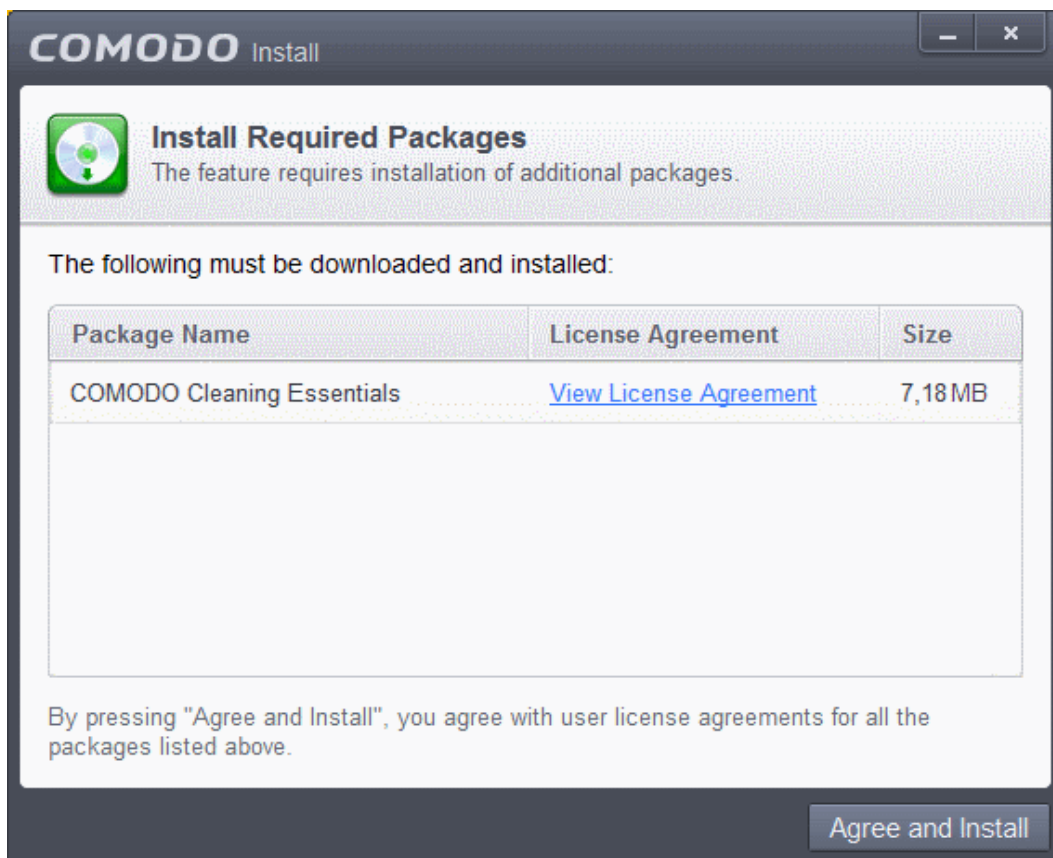 COMODO Install
Install Required Packages
The feature requires installation of additional packages.
The following must be downloaded and installed:
Package Name License Agreement Size
COMODO Cleaning Essentials View License Agreement 7,18 MB
By pressing "Agree and Install", you agree with user license agreements for all the
packages listed above.
Agree and Install